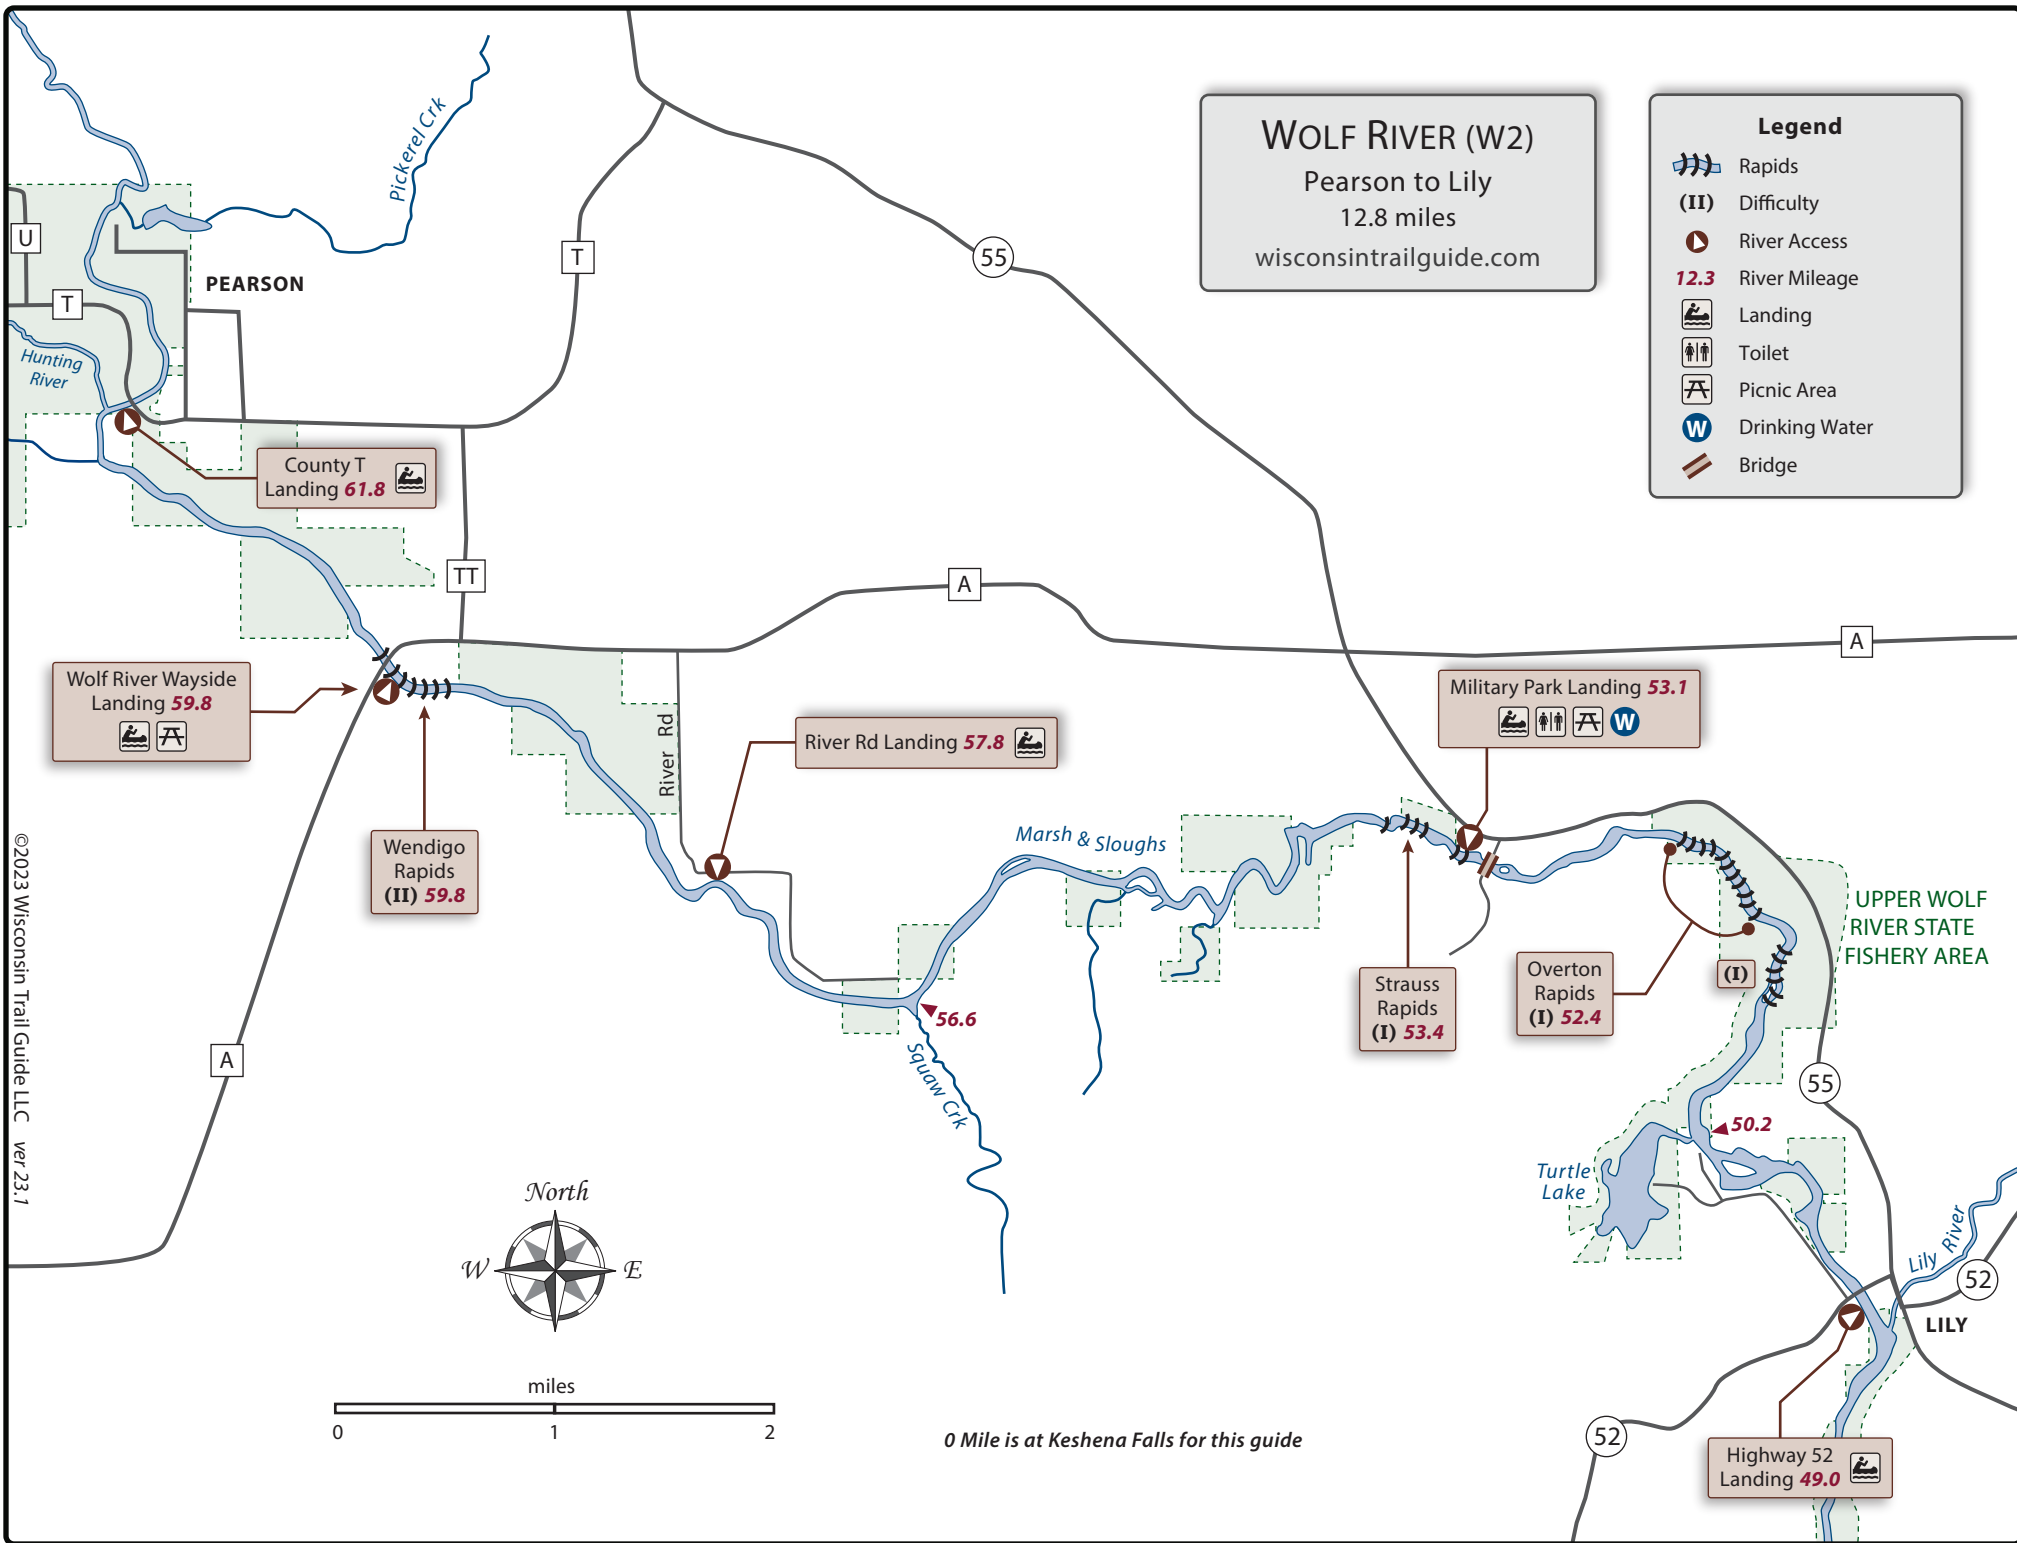 WOLF RIVER (W2)
Pearson to Lily
12.8 miles
wisconsintrailguide.com
Legend
Rapids
(II) Difficulty
River Access
12.3 River Mileage
Landing
Toilet
Picnic Area
W Drinking Water
Bridge
Pickerel Crk
U
T
PEARSON
T
55
Hunting
River
County T
Landing 61.8
TT
A
A
Wolf River Wayside
Landing 59.8
Military Park Landing 53.1
W
River Rd
River Rd Landing 57.8
Wendigo
Rapids
(II) 59.8
Marsh & Sloughs
UPPER WOLF
RIVER STATE
FISHERY AREA
Strauss
Rapids
(I) 53.4
Overton
Rapids
(I) 52.4
(I)
56.6
Squaw Crk
A
55
50.2
Turtle
Lake
Lily River
52
LILY
North
W
E
miles
0 1 2
0 Mile is at Keshena Falls for this guide
52
Highway 52
Landing 49.0
©2023 Wisconsin Trail Guide LLC ver 23.1